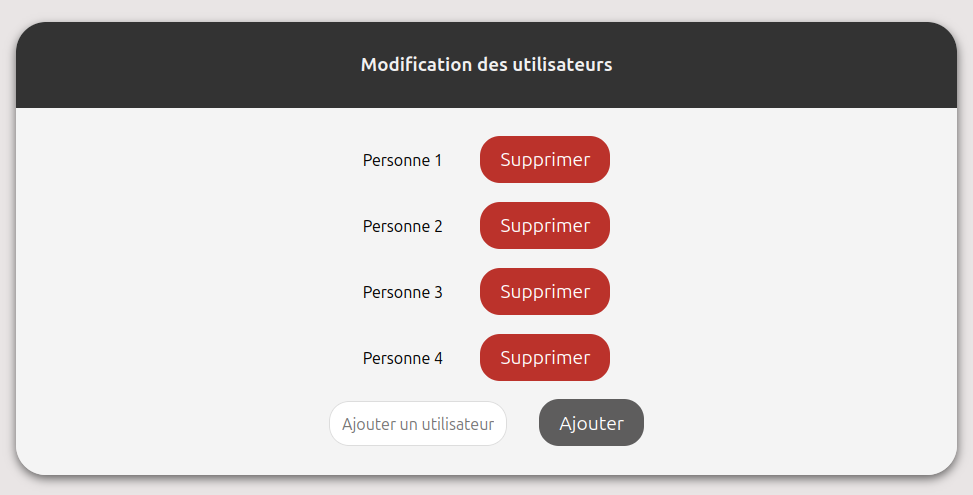 Modification des utilisateurs
Personne 1 Supprimer
Personne 2 Supprimer
Personne 3 Supprimer
Personne 4 Supprimer
Ajouter un utilisateur Ajouter